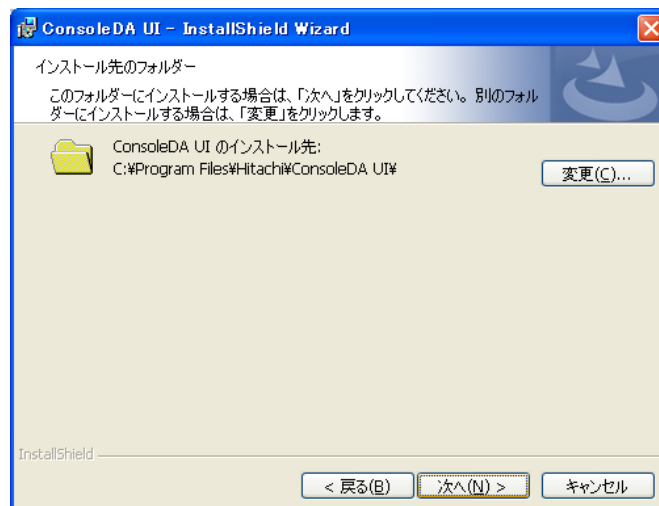 ConsoleDA UI - InstallShield Wizard
インストール先のフォルダー
このフォルダーにインストールする場合は、「次へ」をクリックしてください。別のフォル
ダーにインストールする場合は、「変更」をクリックします。
ConsoleDA UI のインストール先:
C:¥Program Files¥Hitachi¥ConsoleDA UI¥
変更(C)...
InstallShield
< 戻る(B)
次へ(N) >
キャンセル